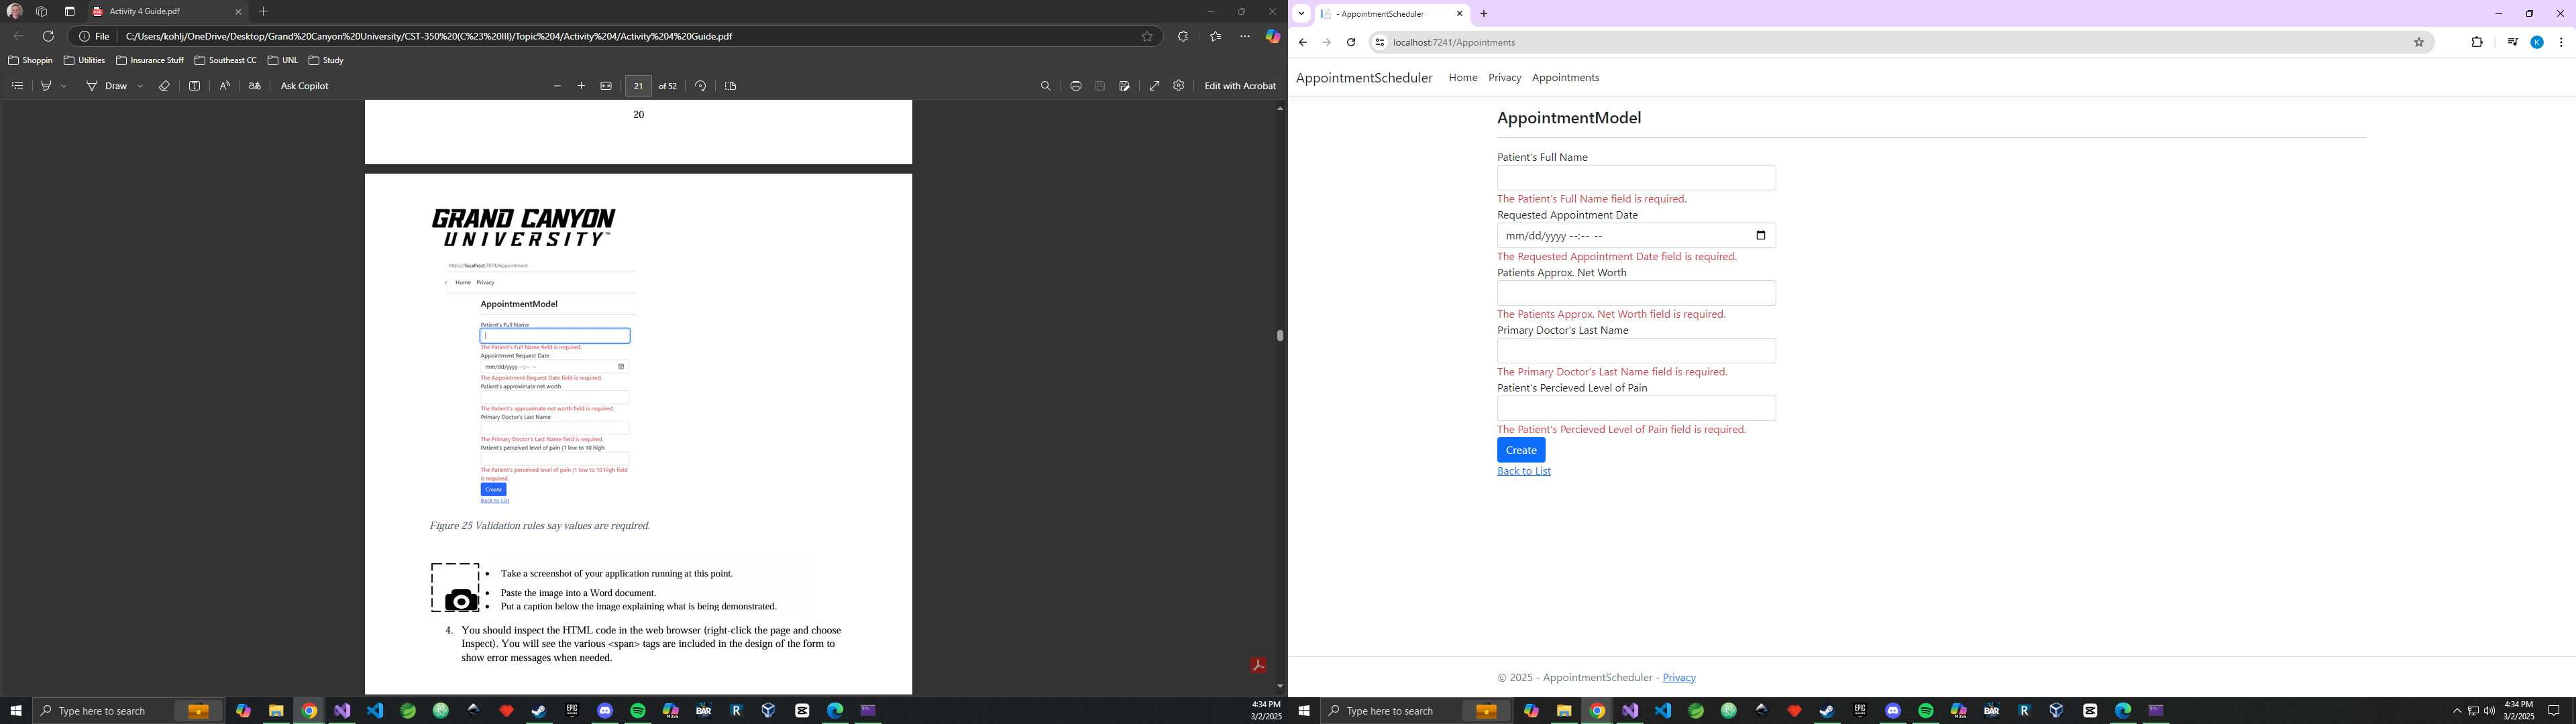 Activity 4 Guide.pdf
File
C:/Users/kohlj/OneDrive/Desktop/Grand%20Canyon%20University/CST-350%20(C%23%20III)/Topic%204/Activity%204/Activity%204%20Guide.pdf
Shoppin
Utilities
Insurance Stuff
Southeast CC
UNL
Study
Draw
Ask Copilot
21 of 52
Edit with Acrobat
20
GRAND CANYON
UNIVERSITY™
https://localhost:7074/Appointment
r Home Privacy
AppointmentModel
Patient's Full Name
The Patient's Full Name field is required.
Appointment Request Date
mm/dd/yyyy --:-- --
The Appointment Request Date field is required.
Patient's approximate net worth
The Patient's approximate net worth field is required.
Primary Doctor's Last Name
The Primary Doctor's Last Name field is required.
Patient's perceived level of pain (1 low to 10 high
The Patient's perceived level of pain (1 low to 10 high field
is required.
Create
Back to List
Figure 25 Validation rules say values are required.
• Take a screenshot of your application running at this point.
• Paste the image into a Word document.
• Put a caption below the image explaining what is being demonstrated.
4. You should inspect the HTML code in the web browser (right-click the page and choose
Inspect). You will see the various <span> tags are included in the design of the form to
show error messages when needed.
Type here to search
4:34 PM
3/2/2025
- AppointmentScheduler
localhost:7241/Appointments
AppointmentScheduler Home Privacy Appointments
AppointmentModel
Patient's Full Name
The Patient's Full Name field is required.
Requested Appointment Date
mm/dd/yyyy --:-- --
The Requested Appointment Date field is required.
Patients Approx. Net Worth
The Patients Approx. Net Worth field is required.
Primary Doctor's Last Name
The Primary Doctor's Last Name field is required.
Patient's Percieved Level of Pain
The Patient's Percieved Level of Pain field is required.
Create
Back to List
© 2025 - AppointmentScheduler - Privacy
Type here to search
4:34 PM
3/2/2025